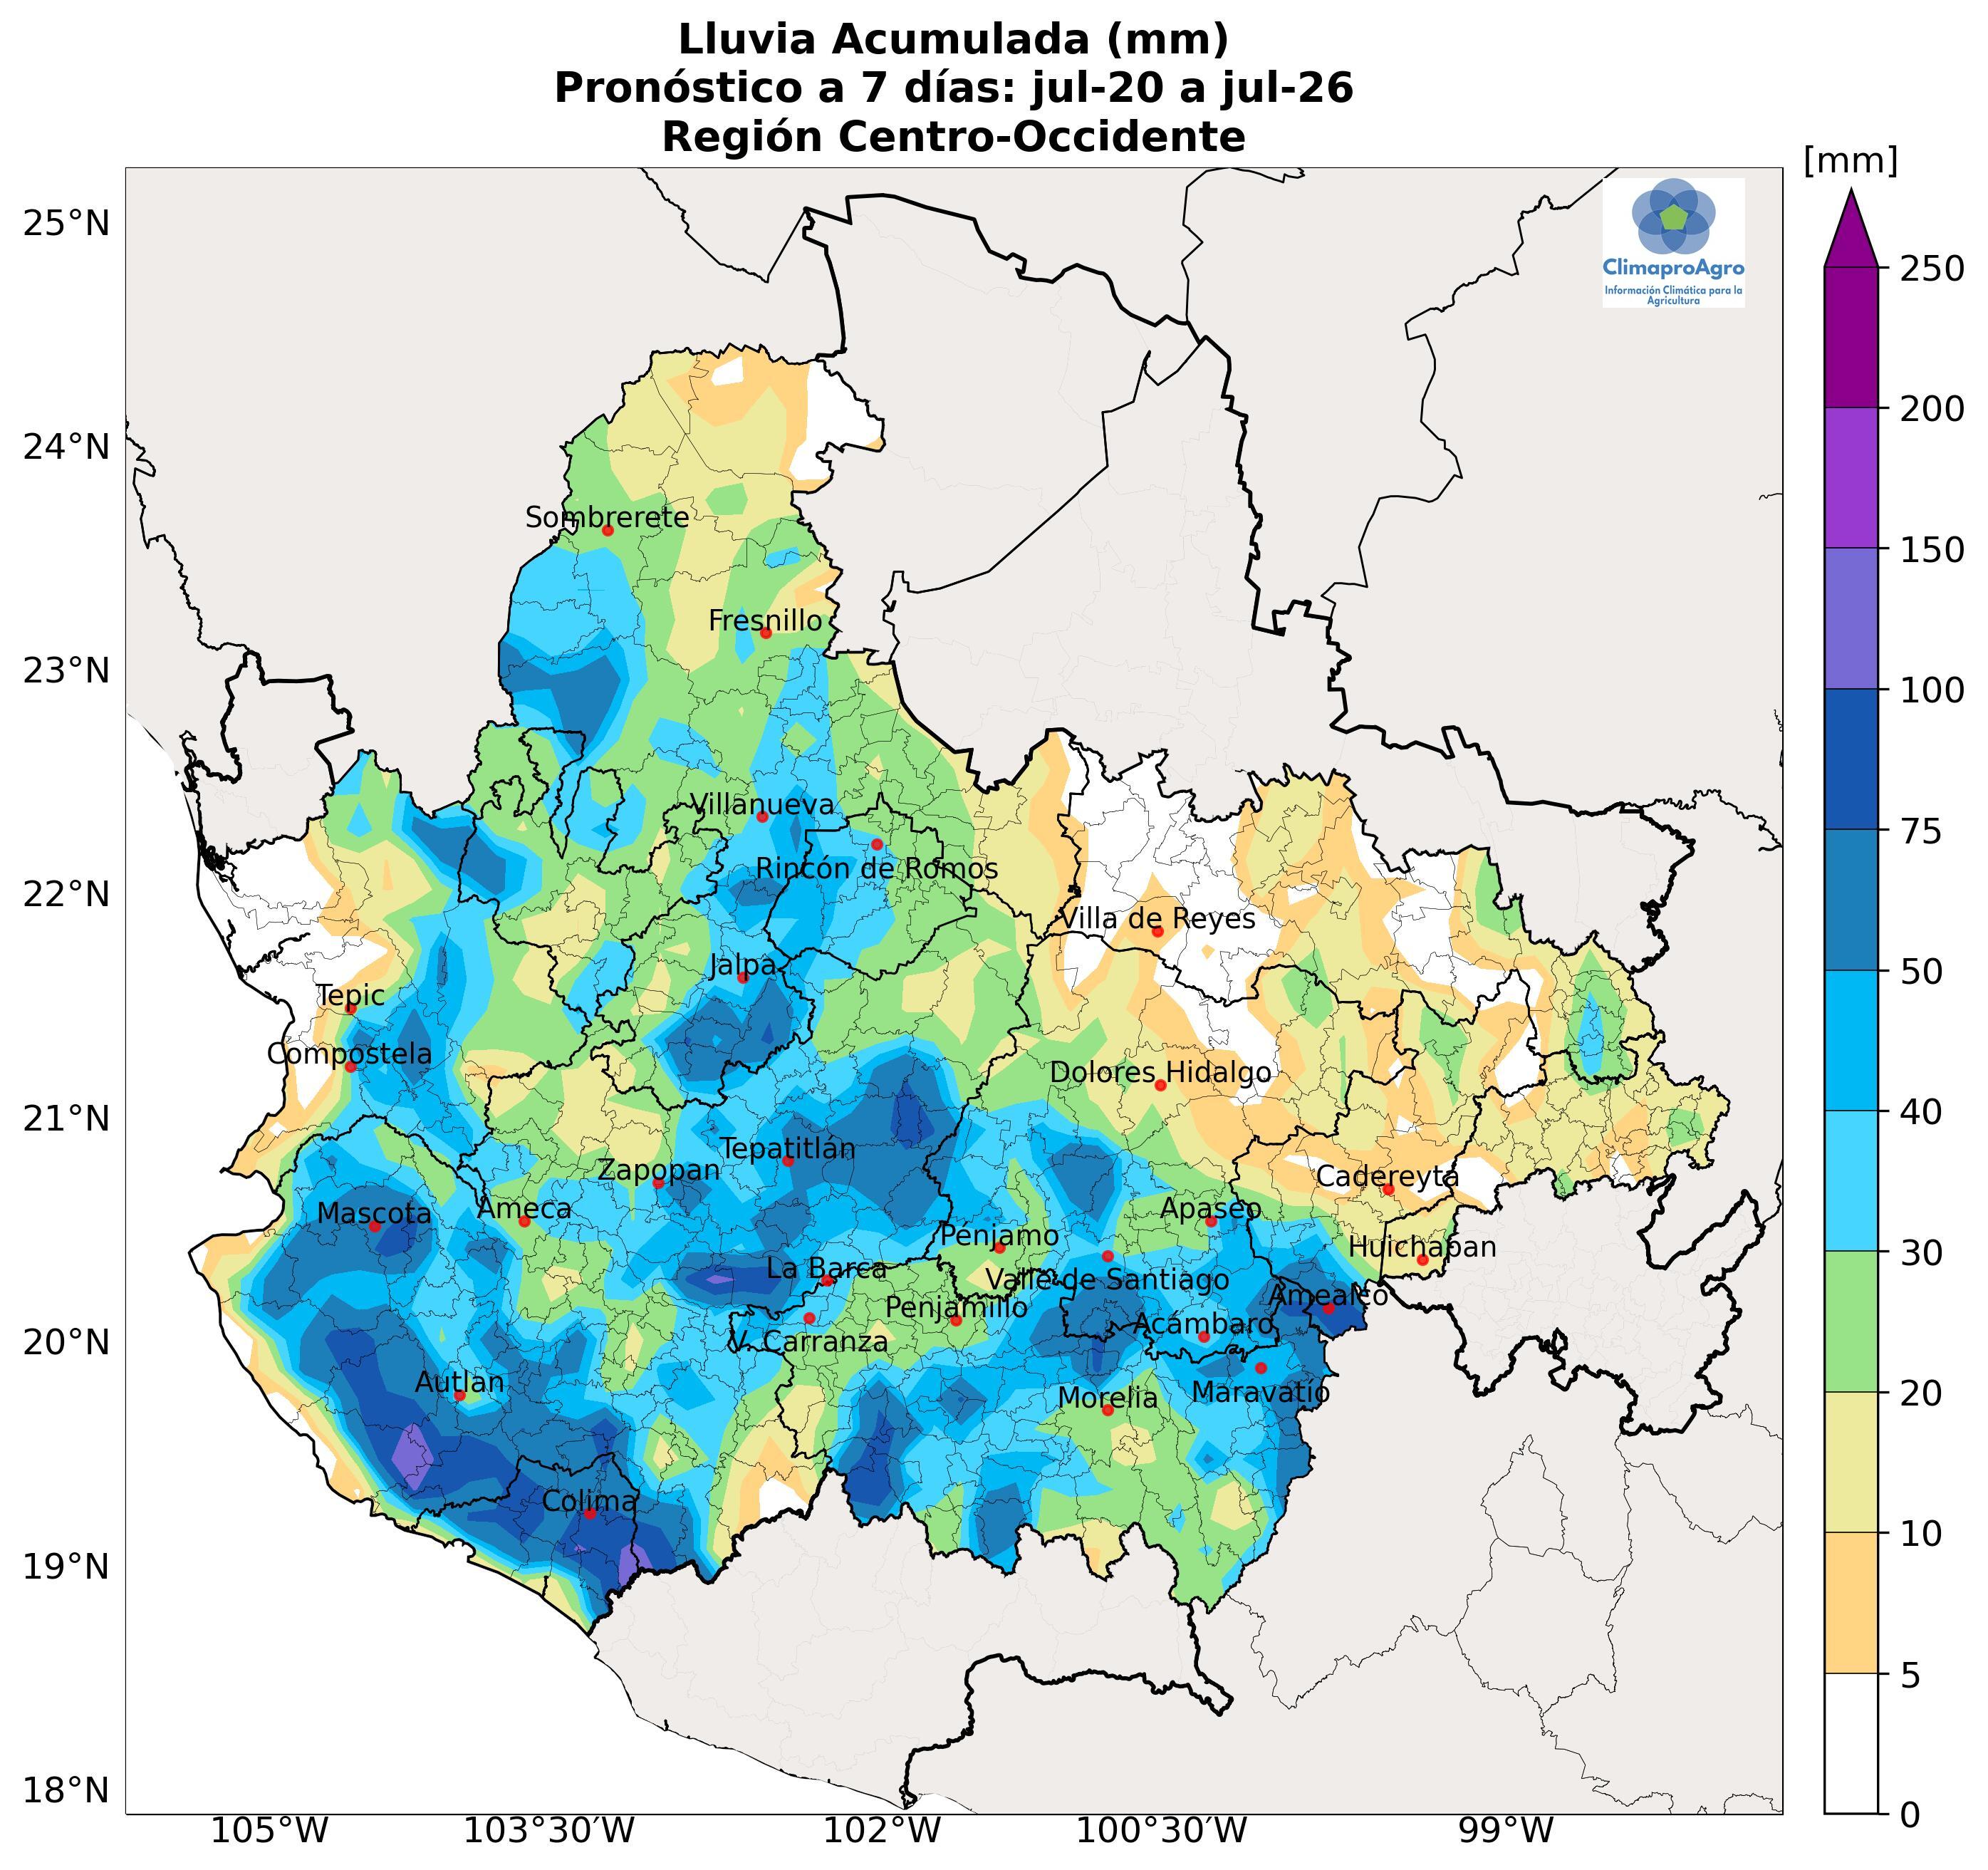 Lluvia Acumulada (mm)
Pronóstico a 7 días: jul-20 a jul-26
Región Centro-Occidente
[mm]
25°N
24°N
23°N
22°N
21°N
20°N
19°N
18°N
ClimaproAgro
Información Climática para la
Agricultura
250
200
150
100
75
50
40
30
20
10
5
0
Sombrerete
Fresnillo
Villanueva
Rincón de Romos
Villa de Reyes
Jalpa
Tepic
Compostela
Dolores Hidalgo
Tepatitlán
Zapopan
Cadereyta
Mascota
Ameca
Apaseo
Pénjamo
Huichapan
La Barca
Valle de Santiago
Amealco
Penjamillo
Acámbaro
V. Carranza
Autlan
Morelia
Maravatío
Colima
105°W
103°30'W
102°W
100°30'W
99°W